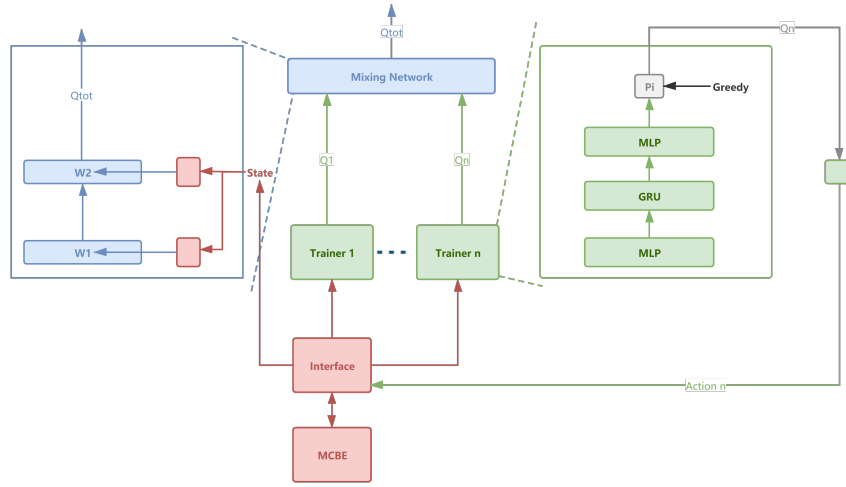 Qtot
Qn
Qtot
Mixing Network
Pi
Greedy
Qtot
MLP
Q1
Qn
W2
State
GRU
W1
Trainer 1
Trainer n
MLP
Interface
Action n
MCBE